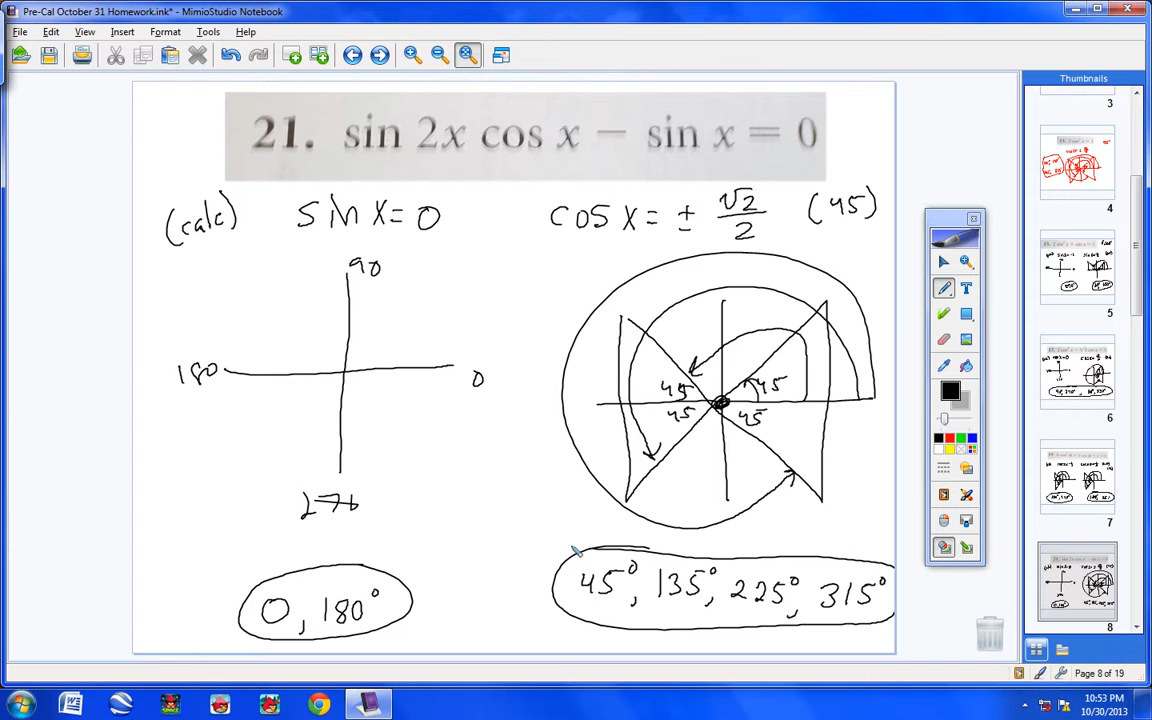 Pre-Cal October 31 Homework.ink* - MimioStudio Notebook
File Edit View Insert Format Tools Help
Thumbnails
3
21. sin 2x cos x − sin x = 0
4
(calc) sin x = 0 cos x = ± √2/2 (45)
90
5
180 0
45 45
45 45
6
270
7
0, 180° 45°, 135°, 225°, 315°
8
Page 8 of 19
10:53 PM
10/30/2013